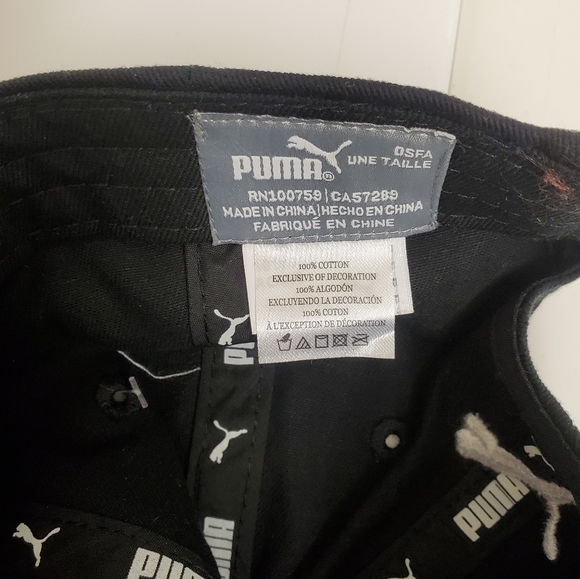 PUMA®
OSFA
UNE TAILLE
RN100759 | CA57289
MADE IN CHINA | HECHO EN CHINA
FABRIQUÉ EN CHINE
100% COTTON
EXCLUSIVE OF DECORATION
100% ALGODÓN
EXCLUYENDO LA DECORACIÓN
100% COTON
À L'EXCEPTION DE DÉCORATION
PUMA
PUMA
PUMA